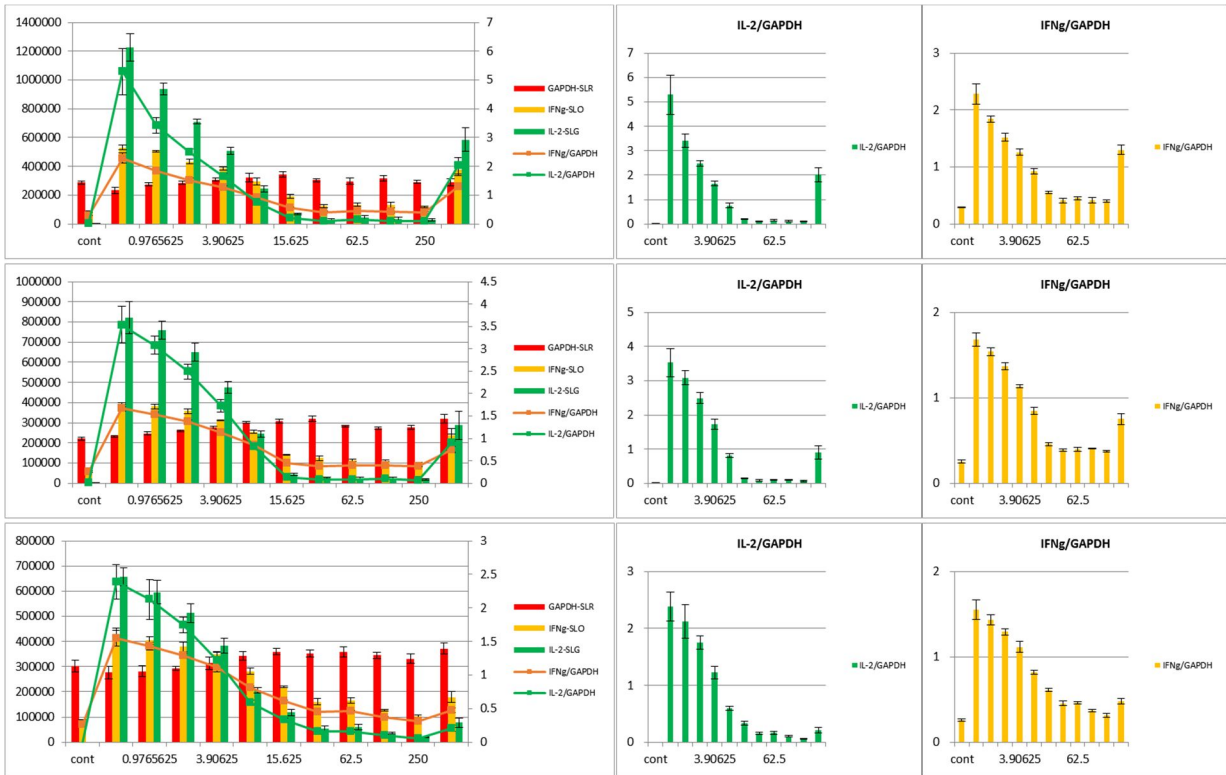 1400000
1200000
1000000
800000
600000
400000
200000
0
7
6
5
4
3
2
1
0
cont 0.9765625 3.90625 15.625 62.5 250
GAPDH-SLR
IFNg-SLO
IL-2-SLG
IFNg/GAPDH
IL-2/GAPDH
IL-2/GAPDH
7
6
5
4
3
2
1
0
cont 3.90625 62.5
IL-2/GAPDH
IFNg/GAPDH
3
2
1
0
cont 3.90625 62.5
IFNg/GAPDH
1000000
900000
800000
700000
600000
500000
400000
300000
200000
100000
0
4.5
4
3.5
3
2.5
2
1.5
1
0.5
0
cont 0.9765625 3.90625 15.625 62.5 250
GAPDH-SLR
IFNg-SLO
IL-2-SLG
IFNg/GAPDH
IL-2/GAPDH
IL-2/GAPDH
5
4
3
2
1
0
cont 3.90625 62.5
IL-2/GAPDH
IFNg/GAPDH
2
1
0
cont 3.90625 62.5
IFNg/GAPDH
800000
700000
600000
500000
400000
300000
200000
100000
0
3
2.5
2
1.5
1
0.5
0
cont 0.9765625 3.90625 15.625 62.5 250
GAPDH-SLR
IFNg-SLO
IL-2-SLG
IFNg/GAPDH
IL-2/GAPDH
IL-2/GAPDH
3
2
1
0
cont 3.90625 62.5
IL-2/GAPDH
IFNg/GAPDH
2
1
0
cont 3.90625 62.5
IFNg/GAPDH